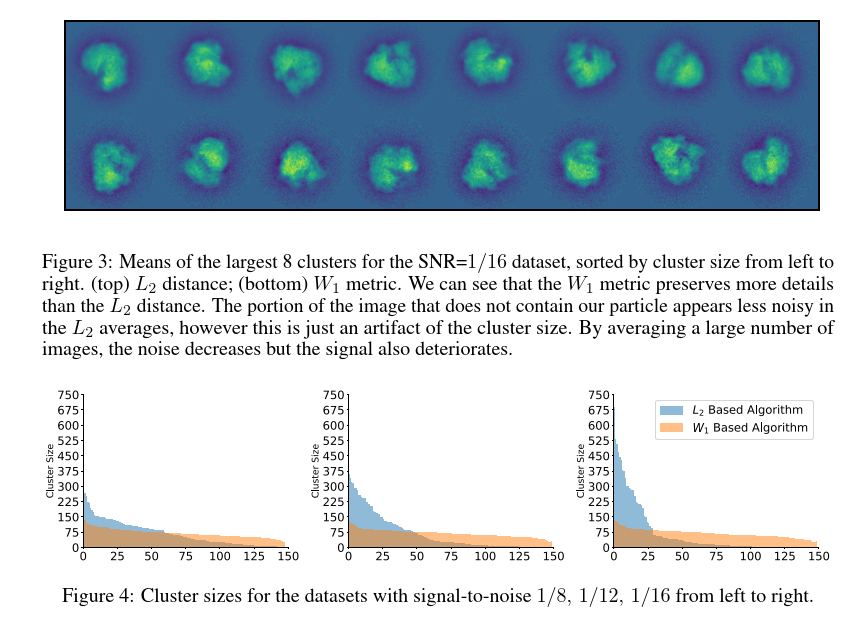 Figure 3: Means of the largest 8 clusters for the SNR=1/16 dataset, sorted by cluster size from left to
right. (top) L₂ distance; (bottom) W₁ metric. We can see that the W₁ metric preserves more details
than the L₂ distance. The portion of the image that does not contain our particle appears less noisy in
the L₂ averages, however this is just an artifact of the cluster size. By averaging a large number of
images, the noise decreases but the signal also deteriorates.
750
675
600
525
450
375
300
225
150
75
0
Cluster Size
0 25 50 75 100 125 150
750
675
600
525
450
375
300
225
150
75
0
Cluster Size
0 25 50 75 100 125 150
750
675
600
525
450
375
300
225
150
75
0
Cluster Size
0 25 50 75 100 125 150
L₂ Based Algorithm
W₁ Based Algorithm
Figure 4: Cluster sizes for the datasets with signal-to-noise 1/8, 1/12, 1/16 from left to right.